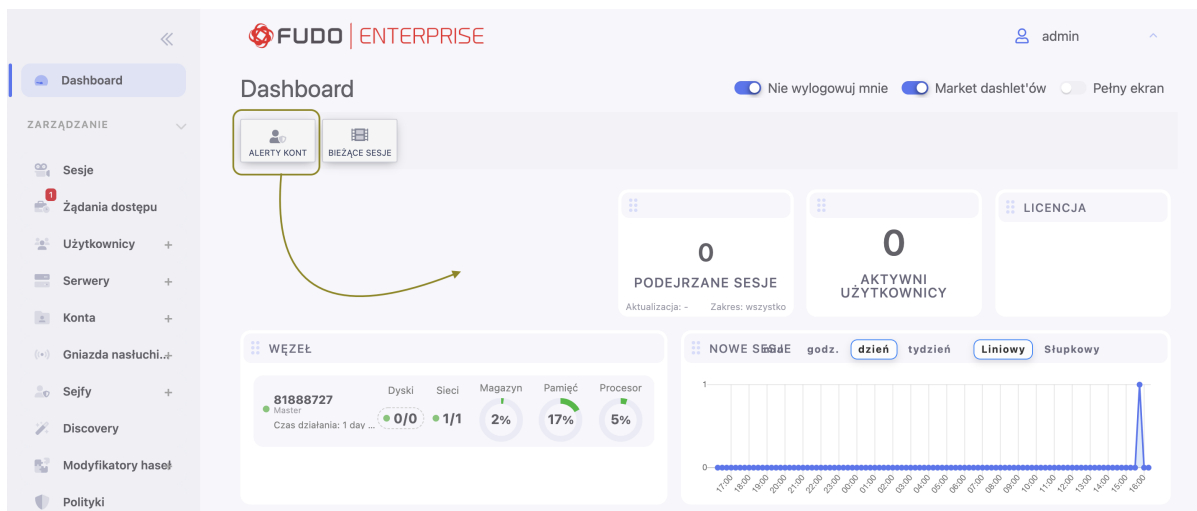 FUDO ENTERPRISE
admin
Dashboard
ZARZĄDZANIE
Sesje
1
Żądania dostępu
Użytkownicy +
Serwery +
Konta +
Gniazda nasłuchi..+
Sejfy +
Discovery
Modyfikatory haseł
Polityki
Dashboard
Nie wylogowuj mnie
Market dashlet'ów
Pełny ekran
ALERTY KONT
BIEŻĄCE SESJE
0
PODEJRZANE SESJE
Aktualizacja: - Zakres: wszystko
0
AKTYWNI
UŻYTKOWNICY
LICENCJA
WĘZEŁ
81888727
Master
Czas działania: 1 day ...
Dyski
0/0
Sieci
1/1
Magazyn
2%
Pamięć
17%
Procesor
5%
NOWE SESJE godz. dzień tydzień Liniowy Słupkowy
1
0
17:00 18:00 19:00 20:00 21:00 22:00 23:00 00:00 01:00 02:00 03:00 04:00 05:00 06:00 07:00 08:00 09:00 10:00 11:00 12:00 13:00 14:00 15:00 16:00